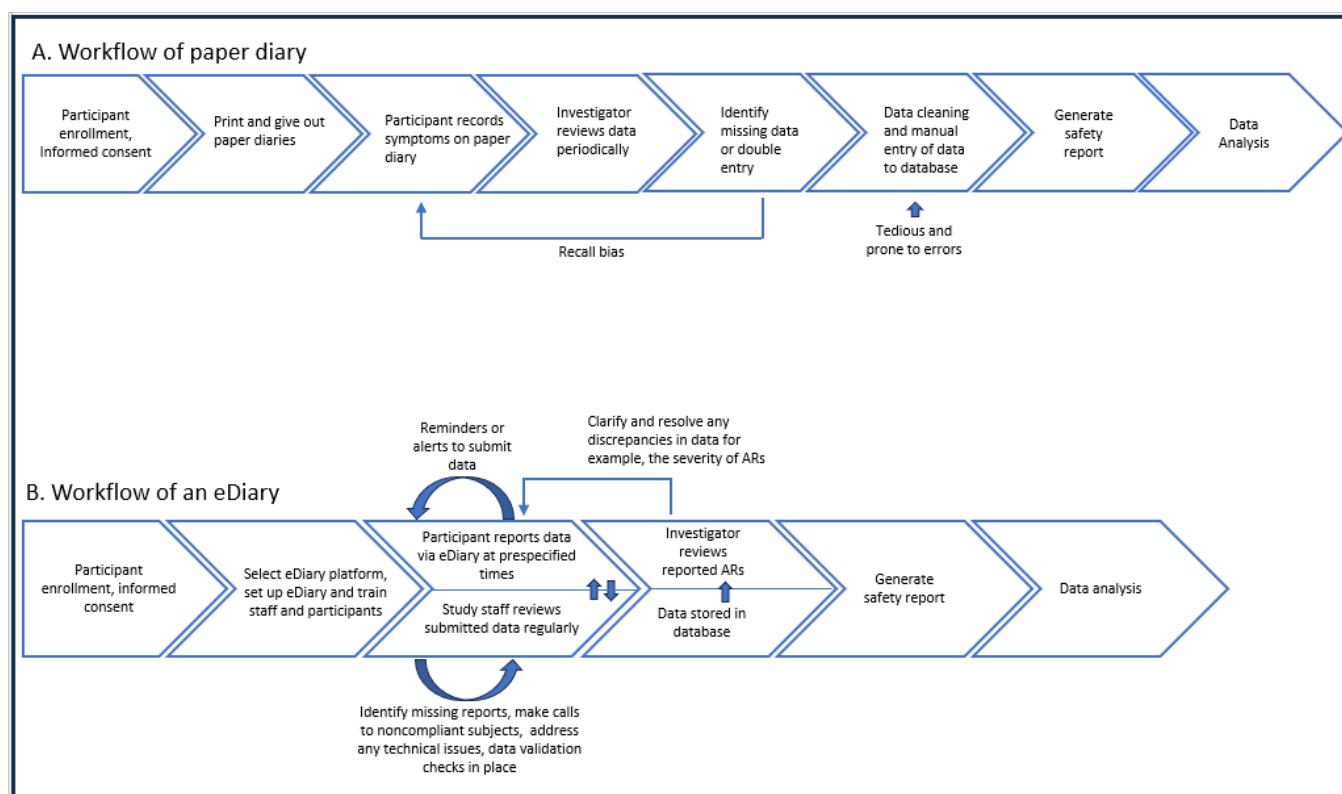 A. Workflow of paper diary
Participant
enrollment,
Informed consent
Print and give out
paper diaries
Participant records
symptoms on paper
diary
Investigator
reviews data
periodically
Identify
missing data
or double
entry
Data cleaning
and manual
entry of data
to database
Generate
safety
report
Data
Analysis
Recall bias
Tedious and
prone to errors
Reminders or
alerts to submit
data
Clarify and resolve any
discrepancies in data for
example, the severity of ARs
B. Workflow of an eDiary
Participant
enrollment, informed
consent
Select eDiary platform,
set up eDiary and train
staff and participants
Participant reports data
via eDiary at prespecified
times
Study staff reviews
submitted data regularly
Investigator
reviews
reported ARs
Data stored in
database
Generate
safety report
Data analysis
Identify missing reports, make calls
to noncompliant subjects,  address
any technical issues, data validation
checks in place